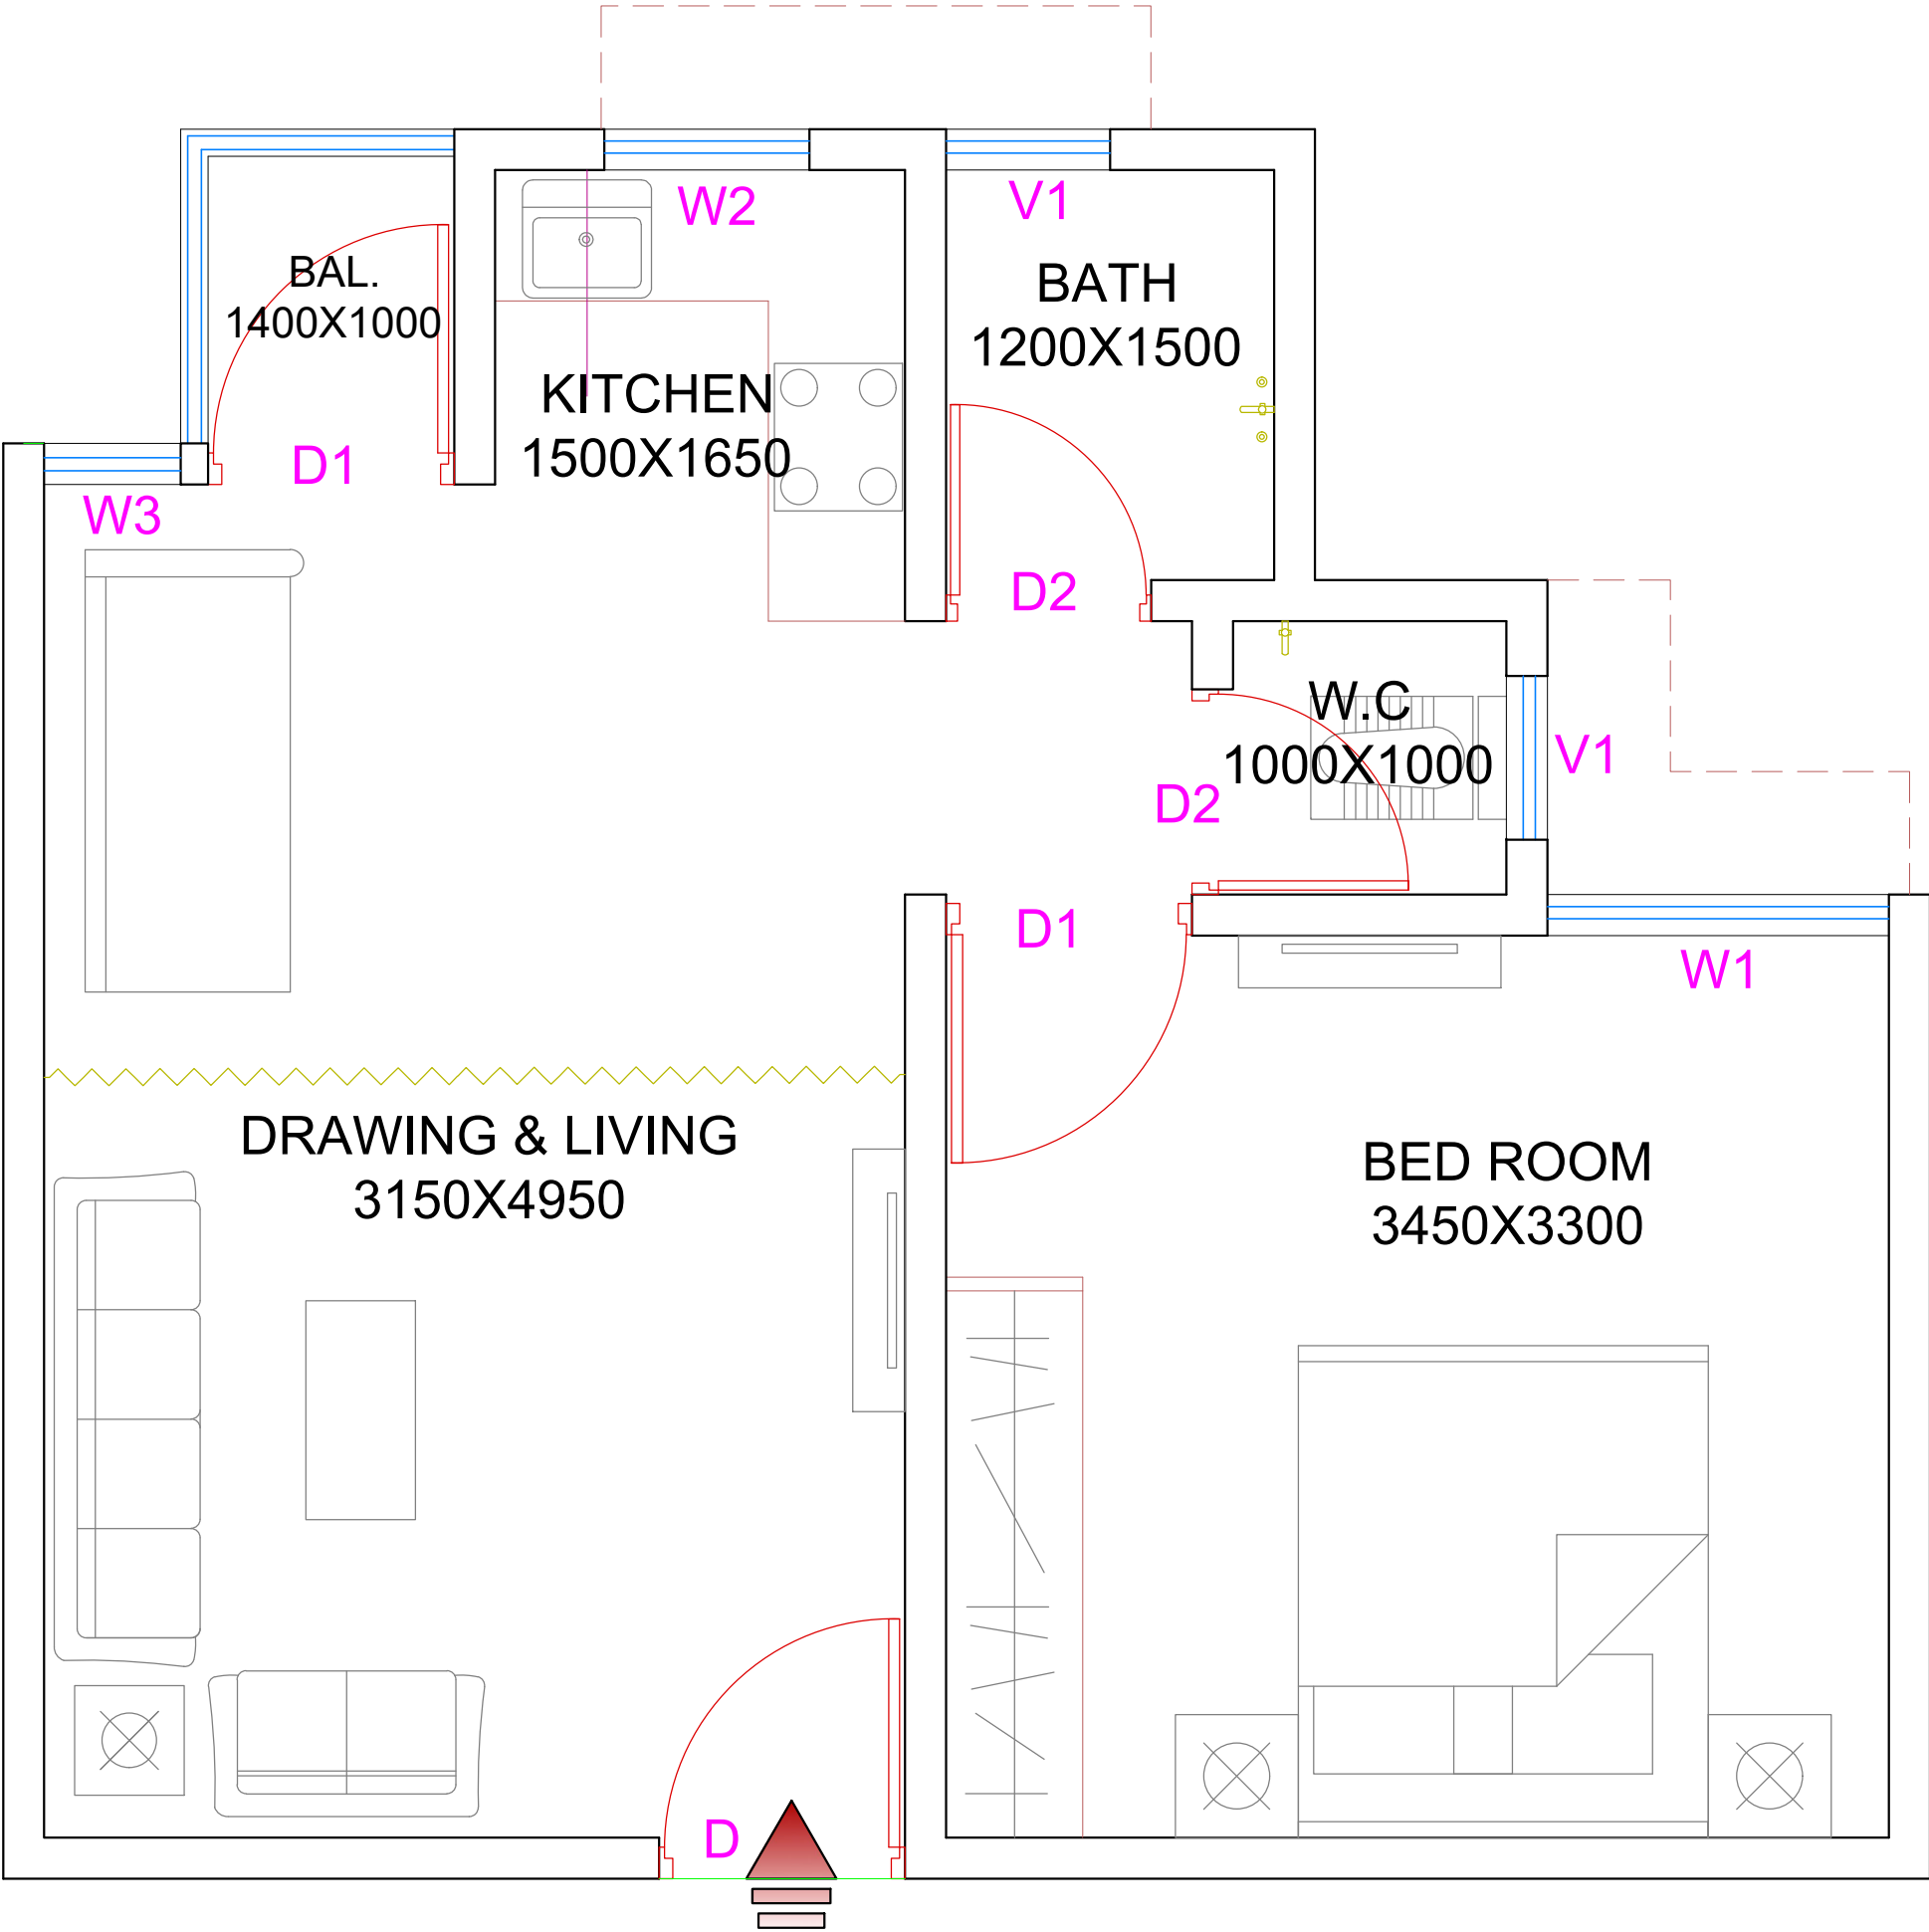 W2
V1
BAL.
1400X1000
BATH
1200X1500
KITCHEN
1500X1650
D1
W3
D2
W.C
1000X1000
V1
D2
D1
W1
DRAWING & LIVING
3150X4950
BED ROOM
3450X3300
D